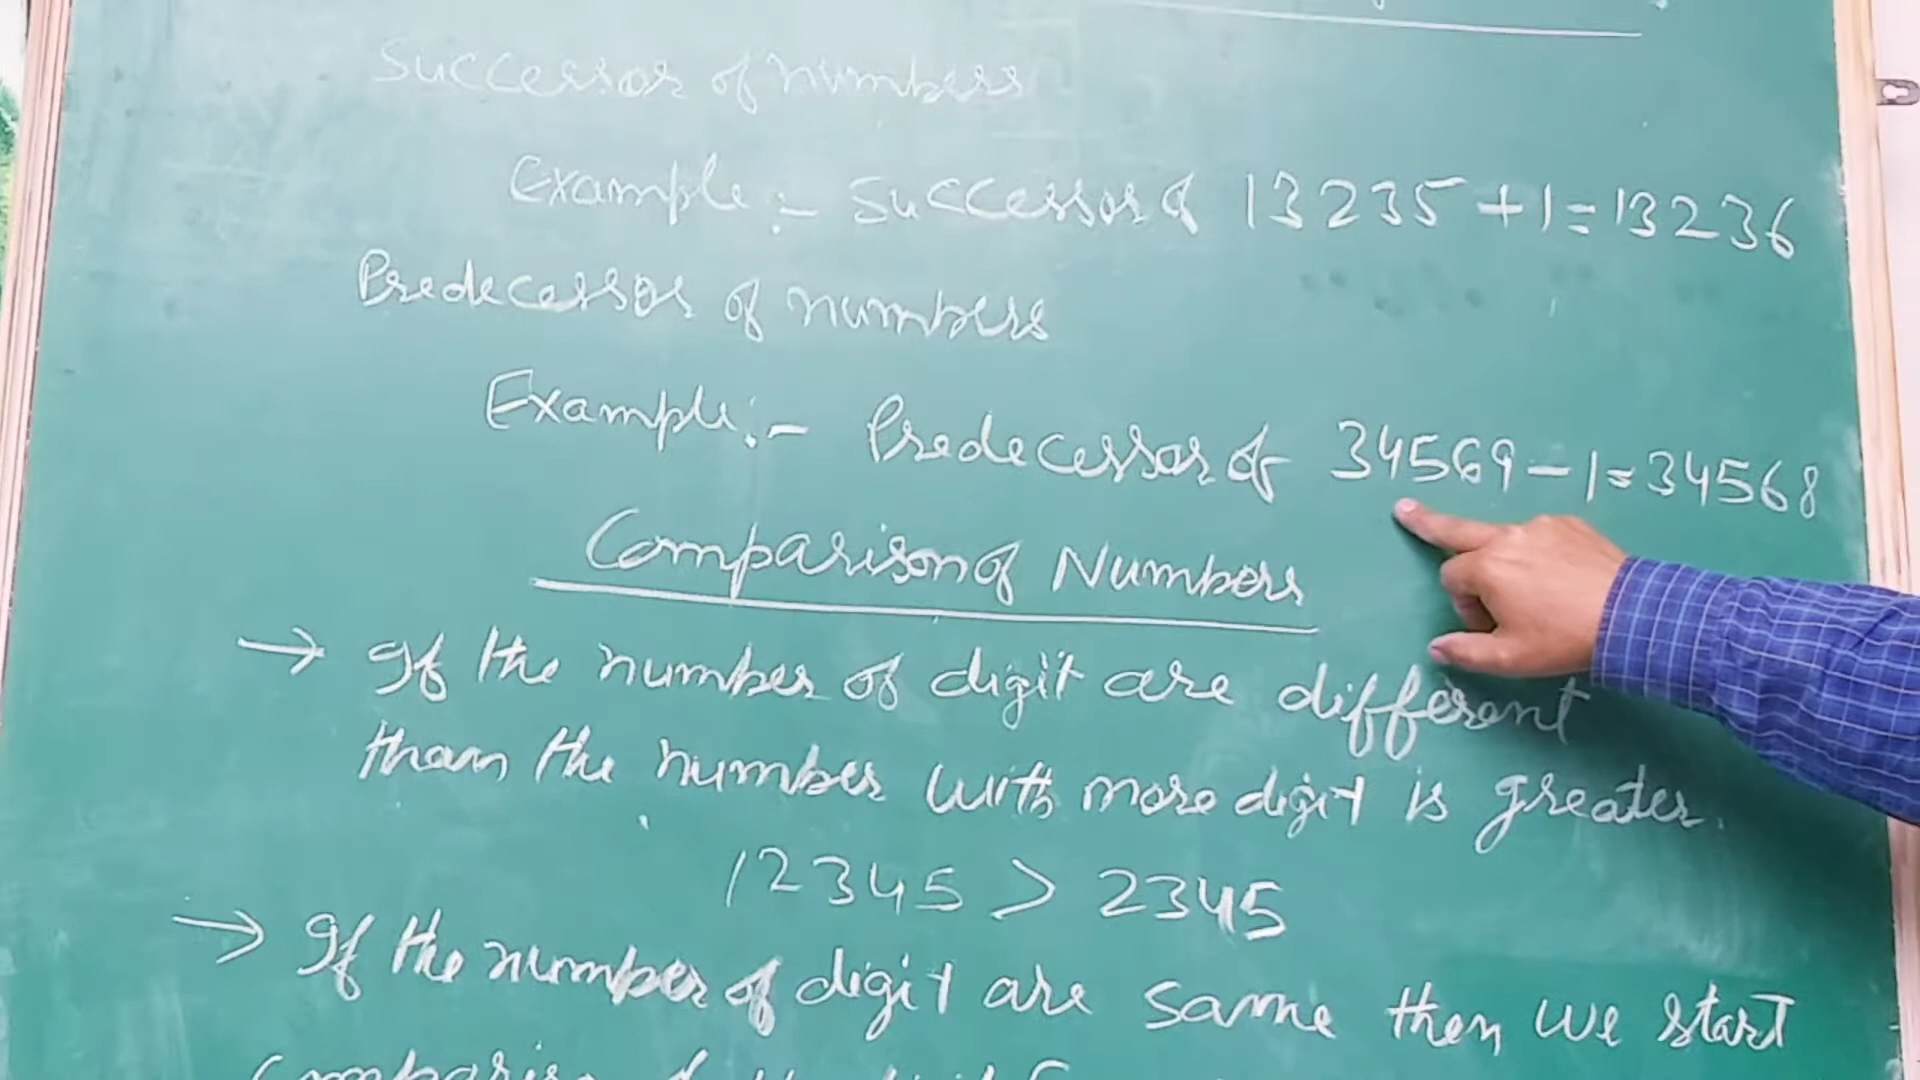 Successor of numbers
Example:- Successor of 13235 +1=13236
Predecessor of numbers
Example:- Predecessor of 34569-1=34568
Comparison of Numbers
→ If the number of digit are different
than the number with more digit is greater.
12345 > 2345
→ If the number of digit are same then we start